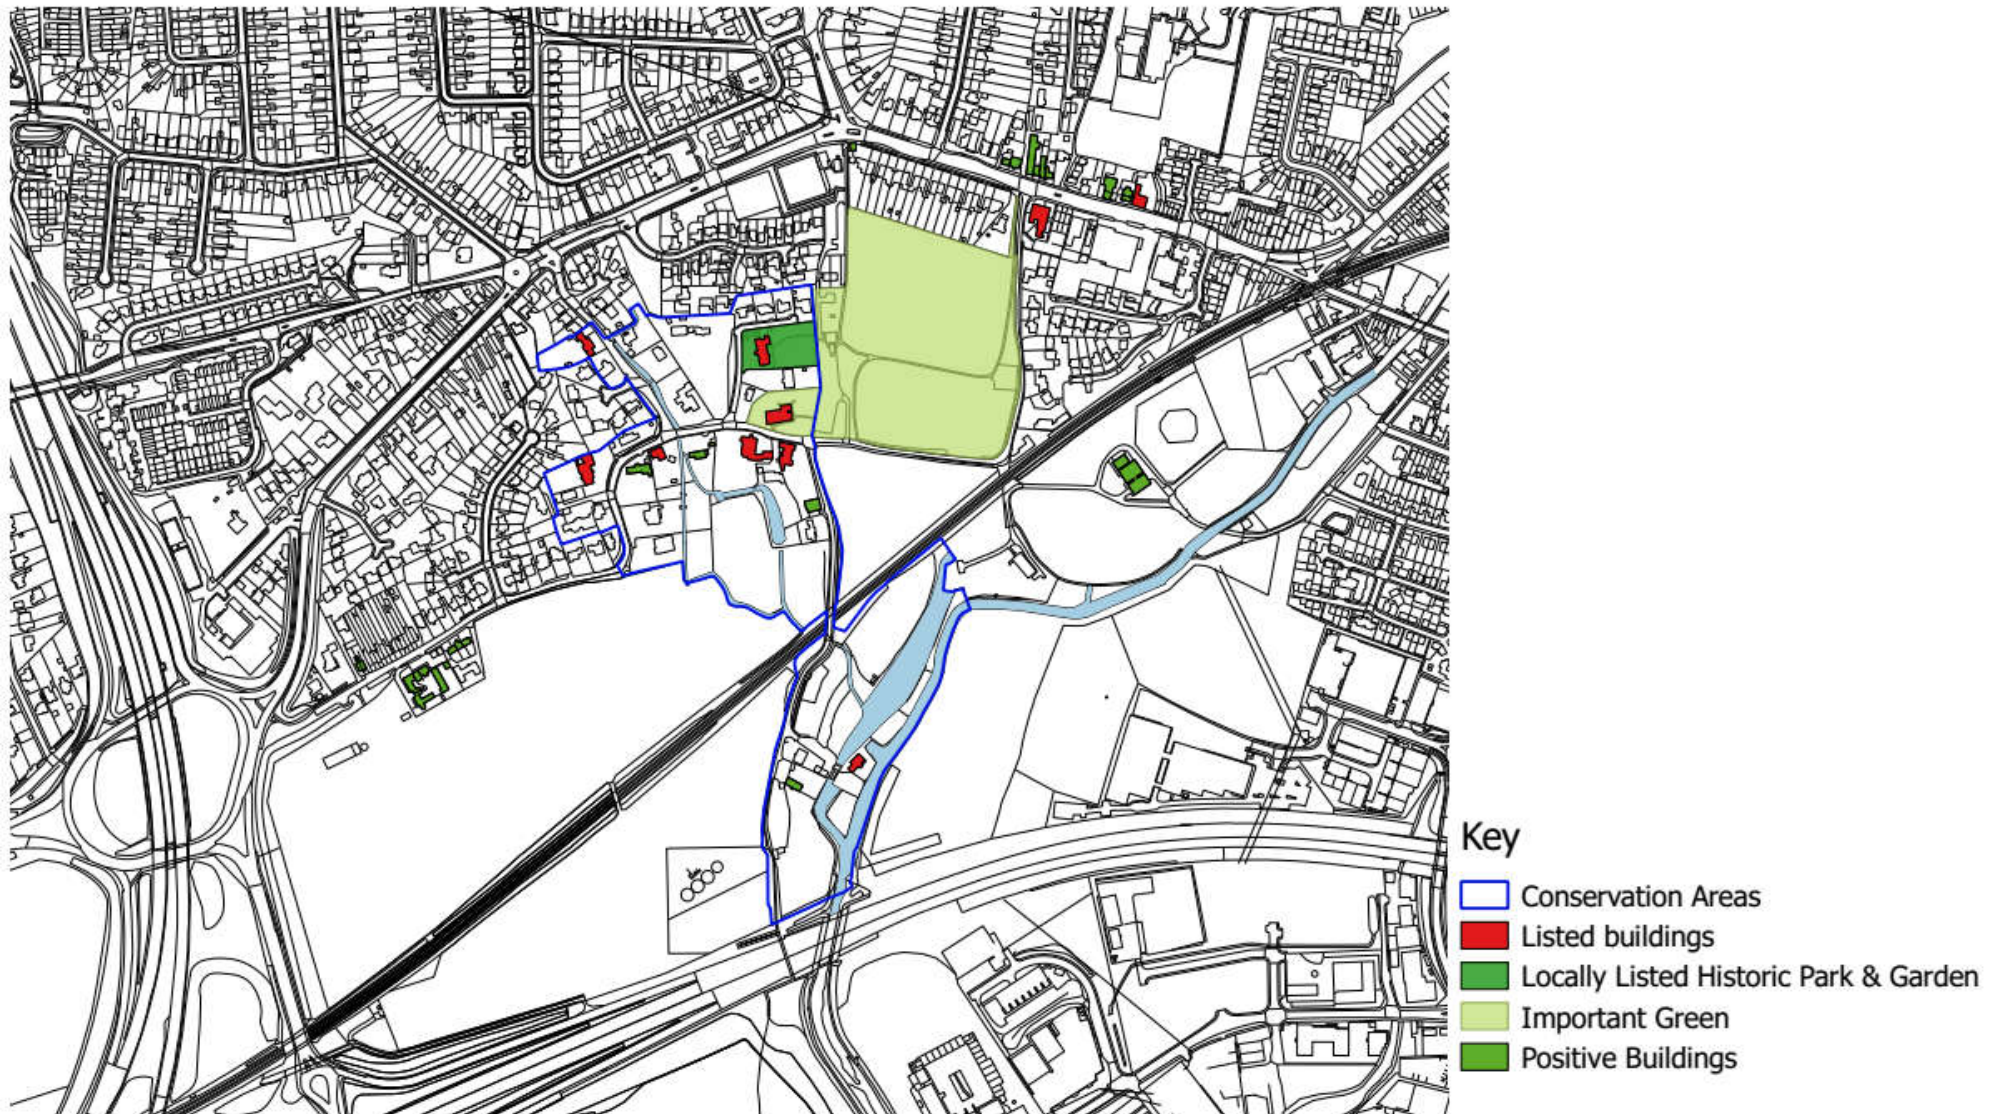 Key
Conservation Areas
Listed buildings
Locally Listed Historic Park & Garden
Important Green
Positive Buildings